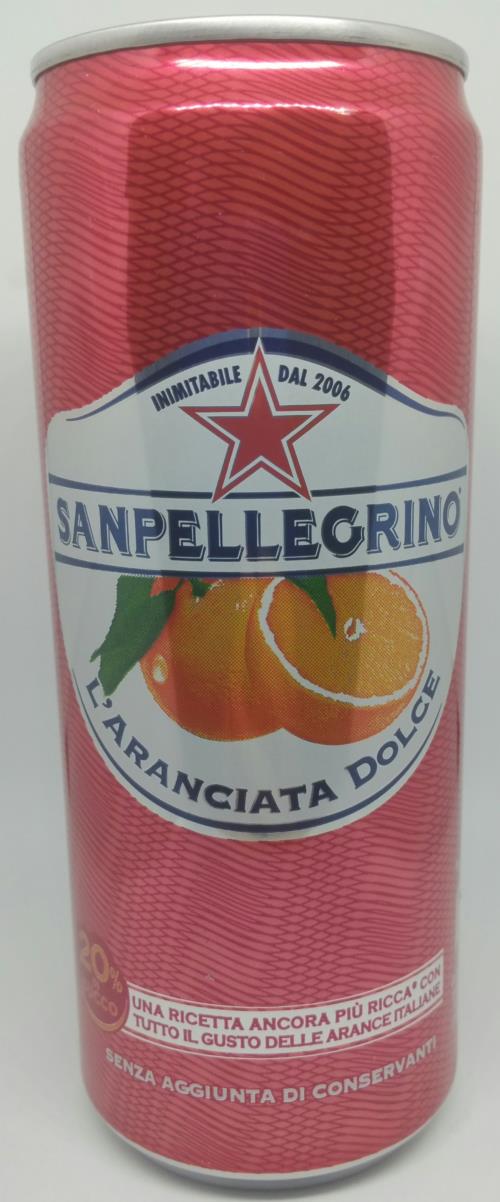 INIMITABILE DAL 2006
SANPELLEGRINO
L'ARANCIATA DOLCE
20%
UNA RICETTA ANCORA PIÙ RICCA* CON
TUTTO IL GUSTO DELLE ARANCE ITALIANE
SENZA AGGIUNTA DI CONSERVANTI